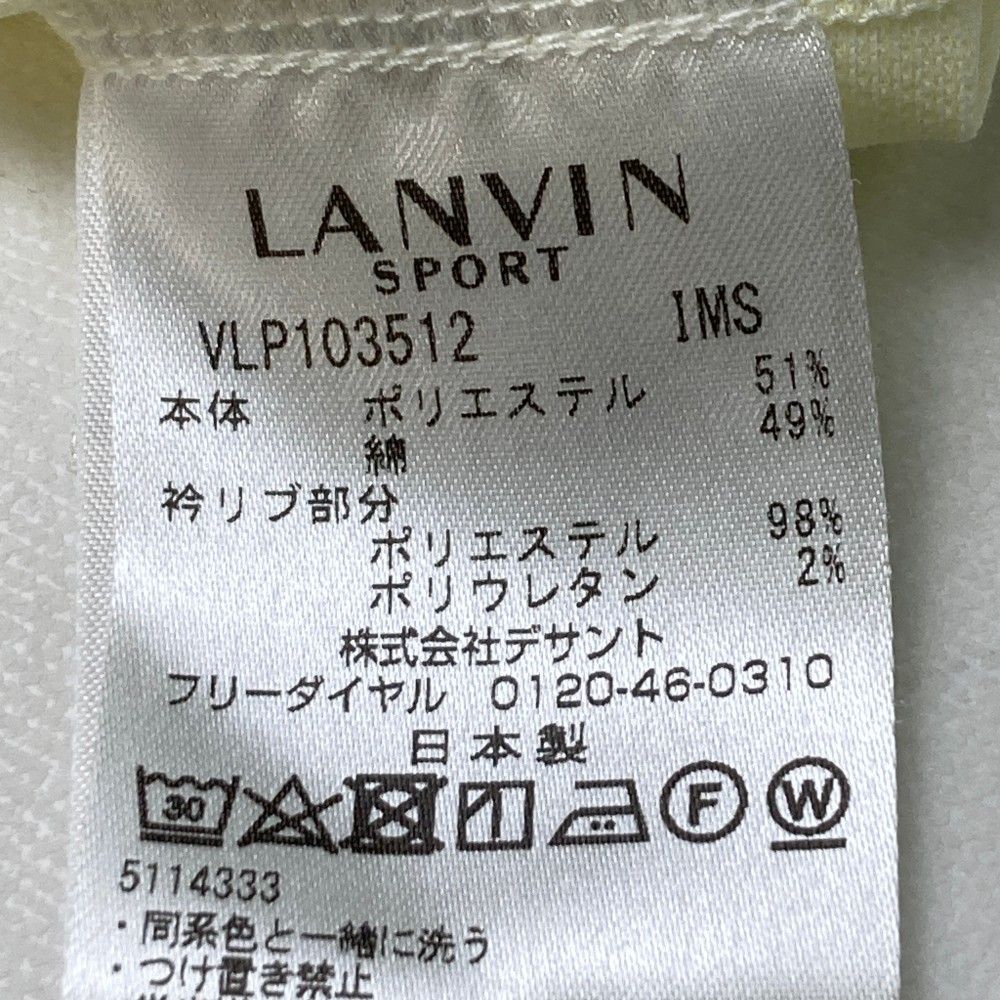 LANVIN
SPORT
VLP103512 IMS
本体 ポリエステル 51%
綿 49%
衿リブ部分
ポリエステル 98%
ポリウレタン 2%
株式会社デサント
フリーダイヤル 0120-46-0310
日本製
30 F W
5114333
・同系色と一緒に洗う
・つけ置き禁止